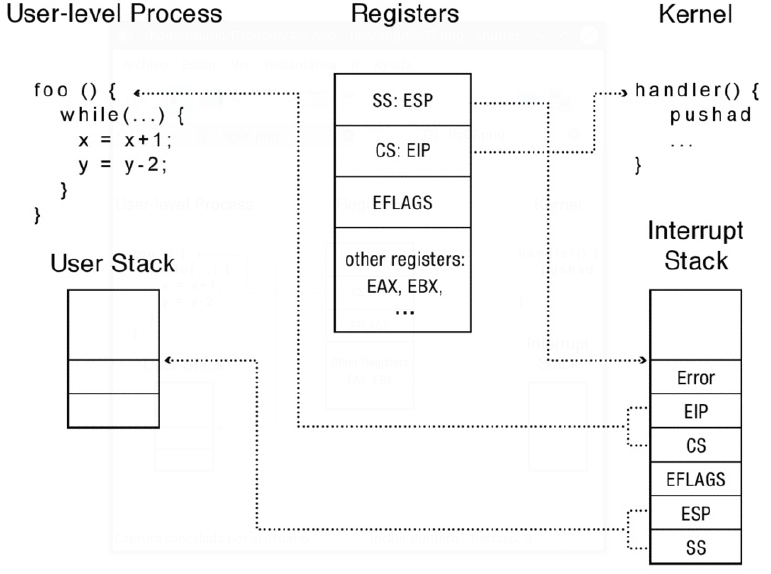 User-level Process
Registers
Kernel
foo () {
while(...) {
x = x+1;
y = y-2;
}
}
SS: ESP
CS: EIP
EFLAGS
other registers:
EAX, EBX,
...
handler() {
pushad
...
}
User Stack
Interrupt
Stack
Error
EIP
CS
EFLAGS
ESP
SS